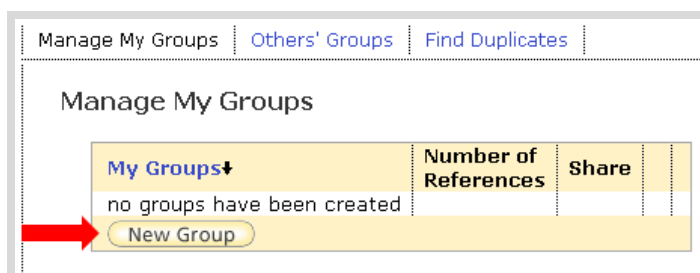 Manage My Groups Others' Groups Find Duplicates
Manage My Groups
My Groups Number of References Share
no groups have been created
New Group